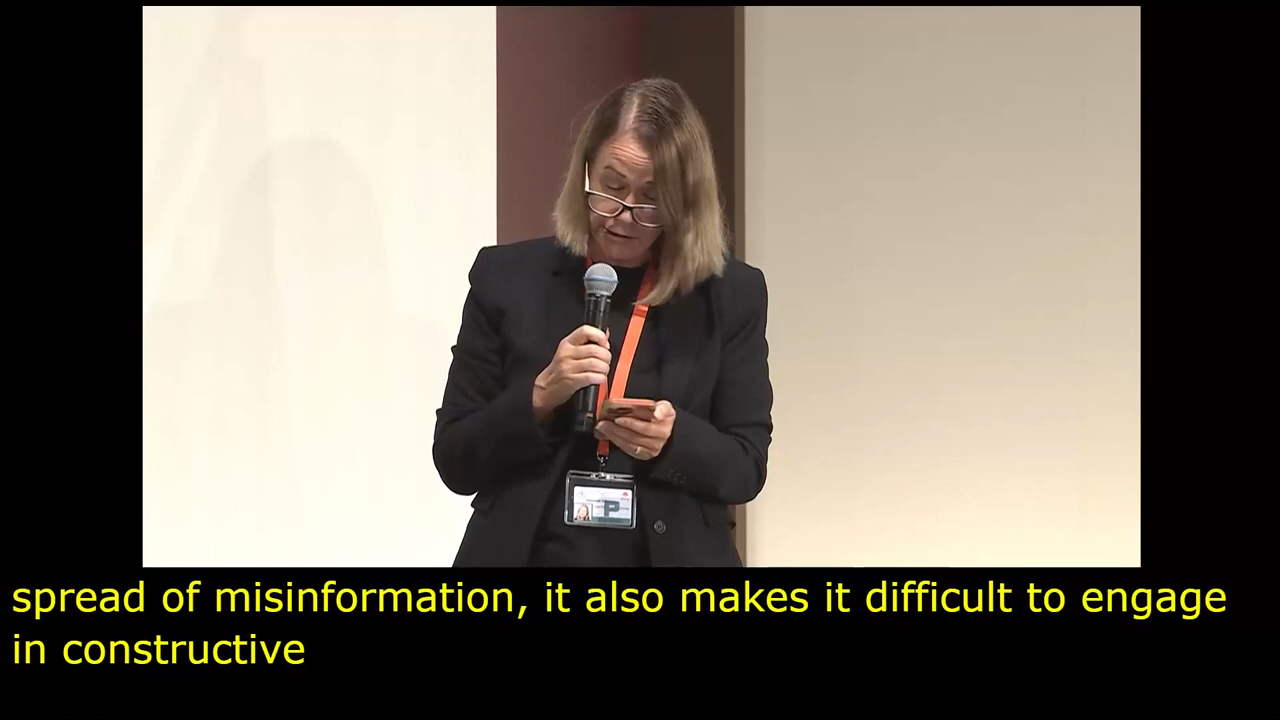 P
spread of misinformation, it also makes it difficult to engage
in constructive